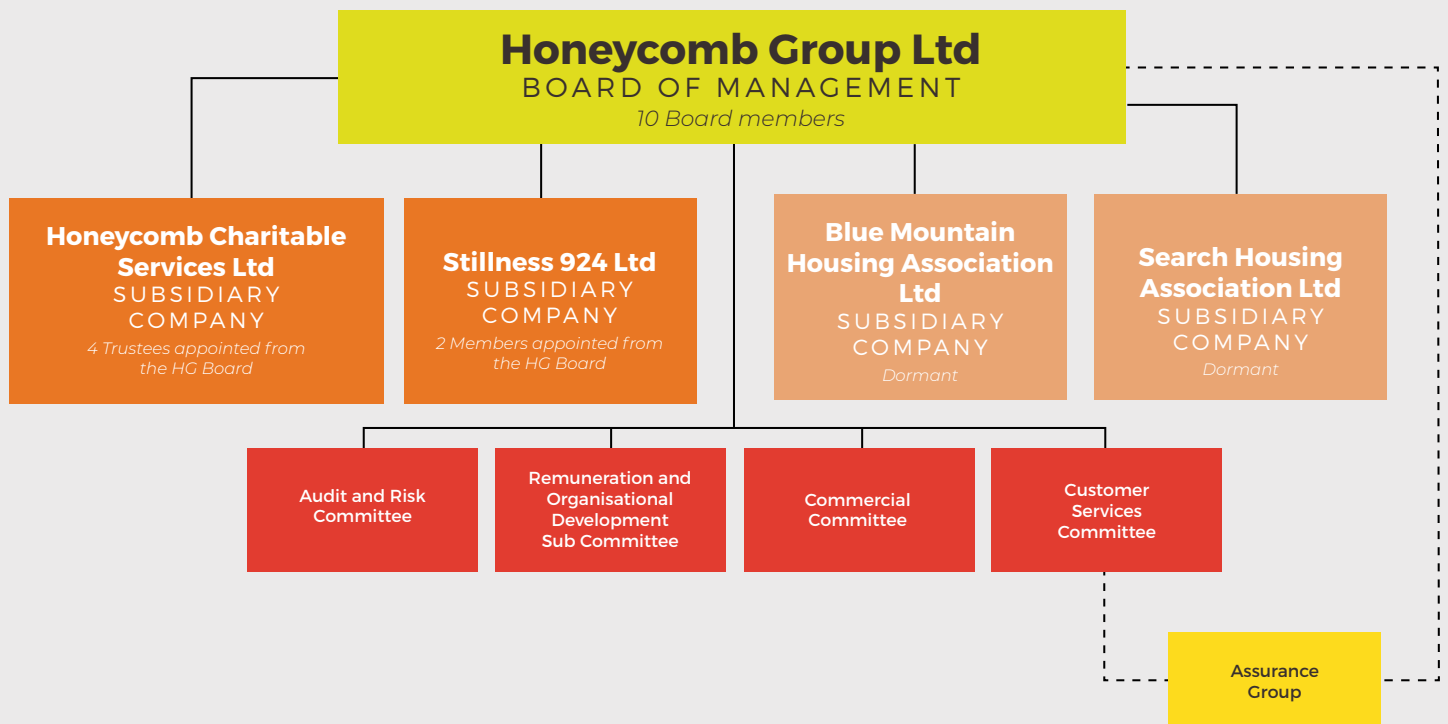 Honeycomb Group Ltd
BOARD OF MANAGEMENT
10 Board members
Honeycomb Charitable
Services Ltd
SUBSIDIARY
COMPANY
4 Trustees appointed from
the HG Board
Stillness 924 Ltd
SUBSIDIARY
COMPANY
2 Members appointed from
the HG Board
Blue Mountain
Housing Association
Ltd
SUBSIDIARY
COMPANY
Dormant
Search Housing
Association Ltd
SUBSIDIARY
COMPANY
Dormant
Audit and Risk
Committee
Remuneration and
Organisational
Development
Sub Committee
Commercial
Committee
Customer
Services
Committee
Assurance
Group